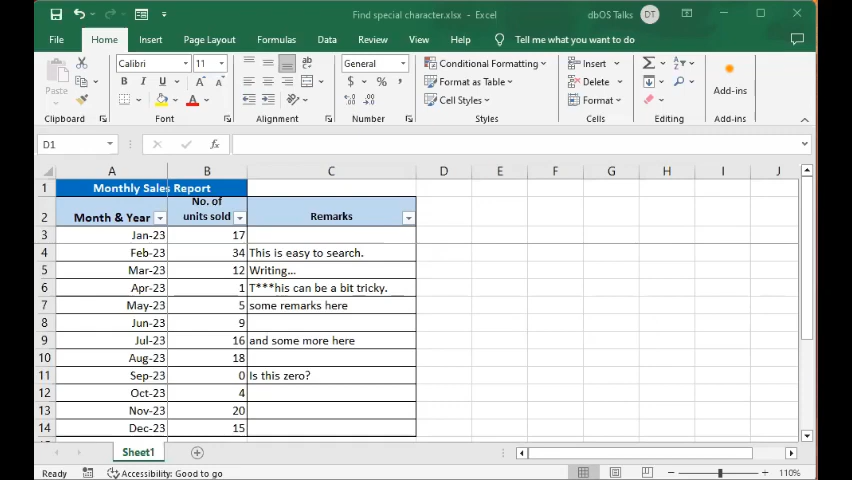 Find special character.xlsx - Excel
dbOS Talks DT
File Home Insert Page Layout Formulas Data Review View Help Tell me what you want to do
Paste
Calibri 11
B I U A A
General
$ % ,
Conditional Formatting
Format as Table
Cell Styles
Insert
Delete
Format
Add-ins
Clipboard Font Alignment Number Styles Cells Editing Add-ins
D1 fx
A B C D E F G H I J
1 Monthly Sales Report
No. of
2 Month & Year units sold Remarks
3 Jan-23 17
4 Feb-23 34 This is easy to search.
5 Mar-23 12 Writing...
6 Apr-23 1 T***his can be a bit tricky.
7 May-23 5 some remarks here
8 Jun-23 9
9 Jul-23 16 and some more here
10 Aug-23 18
11 Sep-23 0 Is this zero?
12 Oct-23 4
13 Nov-23 20
14 Dec-23 15
Sheet1
Ready Accessibility: Good to go 110%